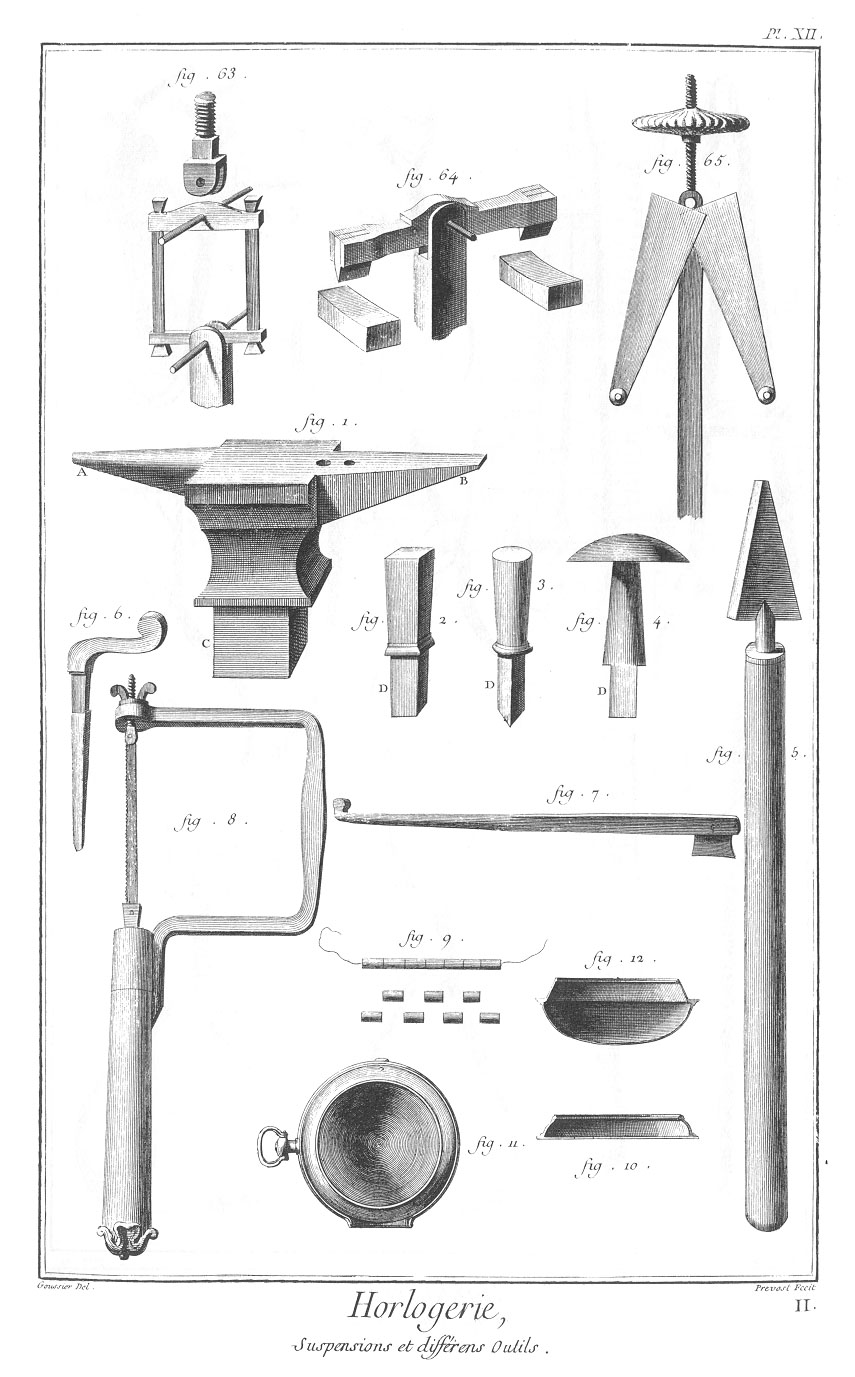 Pl. XII.
fig. 63.
fig. 64.
fig. 65.
fig. 1.
A
B
C
fig. 2.
D
fig. 3.
D
fig. 4.
D
fig. 6.
fig. 5.
fig. 7.
fig. 8.
fig. 9.
fig. 12.
fig. 11.
fig. 10.
Goussier Del.
Prevost Fecit
Horlogerie,
II.
Suspensions et différens Outils.